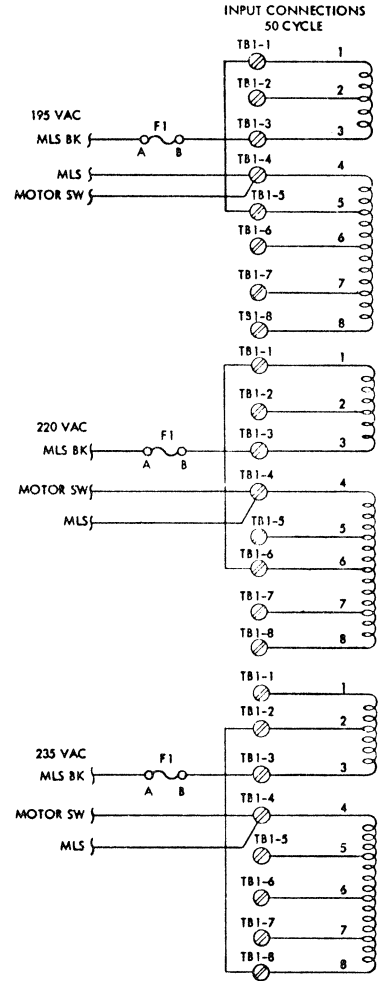 INPUT CONNECTIONS
50 CYCLE
TB1-1 1
TB1-2 2
195 VAC
F1
TB1-3 3
MLS BK
A B
TB1-4 4
MLS
MOTOR SW
TB1-5 5
TB1-6 6
TB1-7 7
TB1-8 8
TB1-1 1
TB1-2 2
220 VAC
F1
TB1-3 3
MLS BK
A B
TB1-4 4
MOTOR SW
MLS
TB1-5 5
TB1-6 6
TB1-7 7
TB1-8 8
TB1-1 1
TB1-2 2
235 VAC
F1
TB1-3 3
MLS BK
A B
TB1-4 4
MOTOR SW
MLS
TB1-5 5
TB1-6 6
TB1-7 7
TB1-8 8